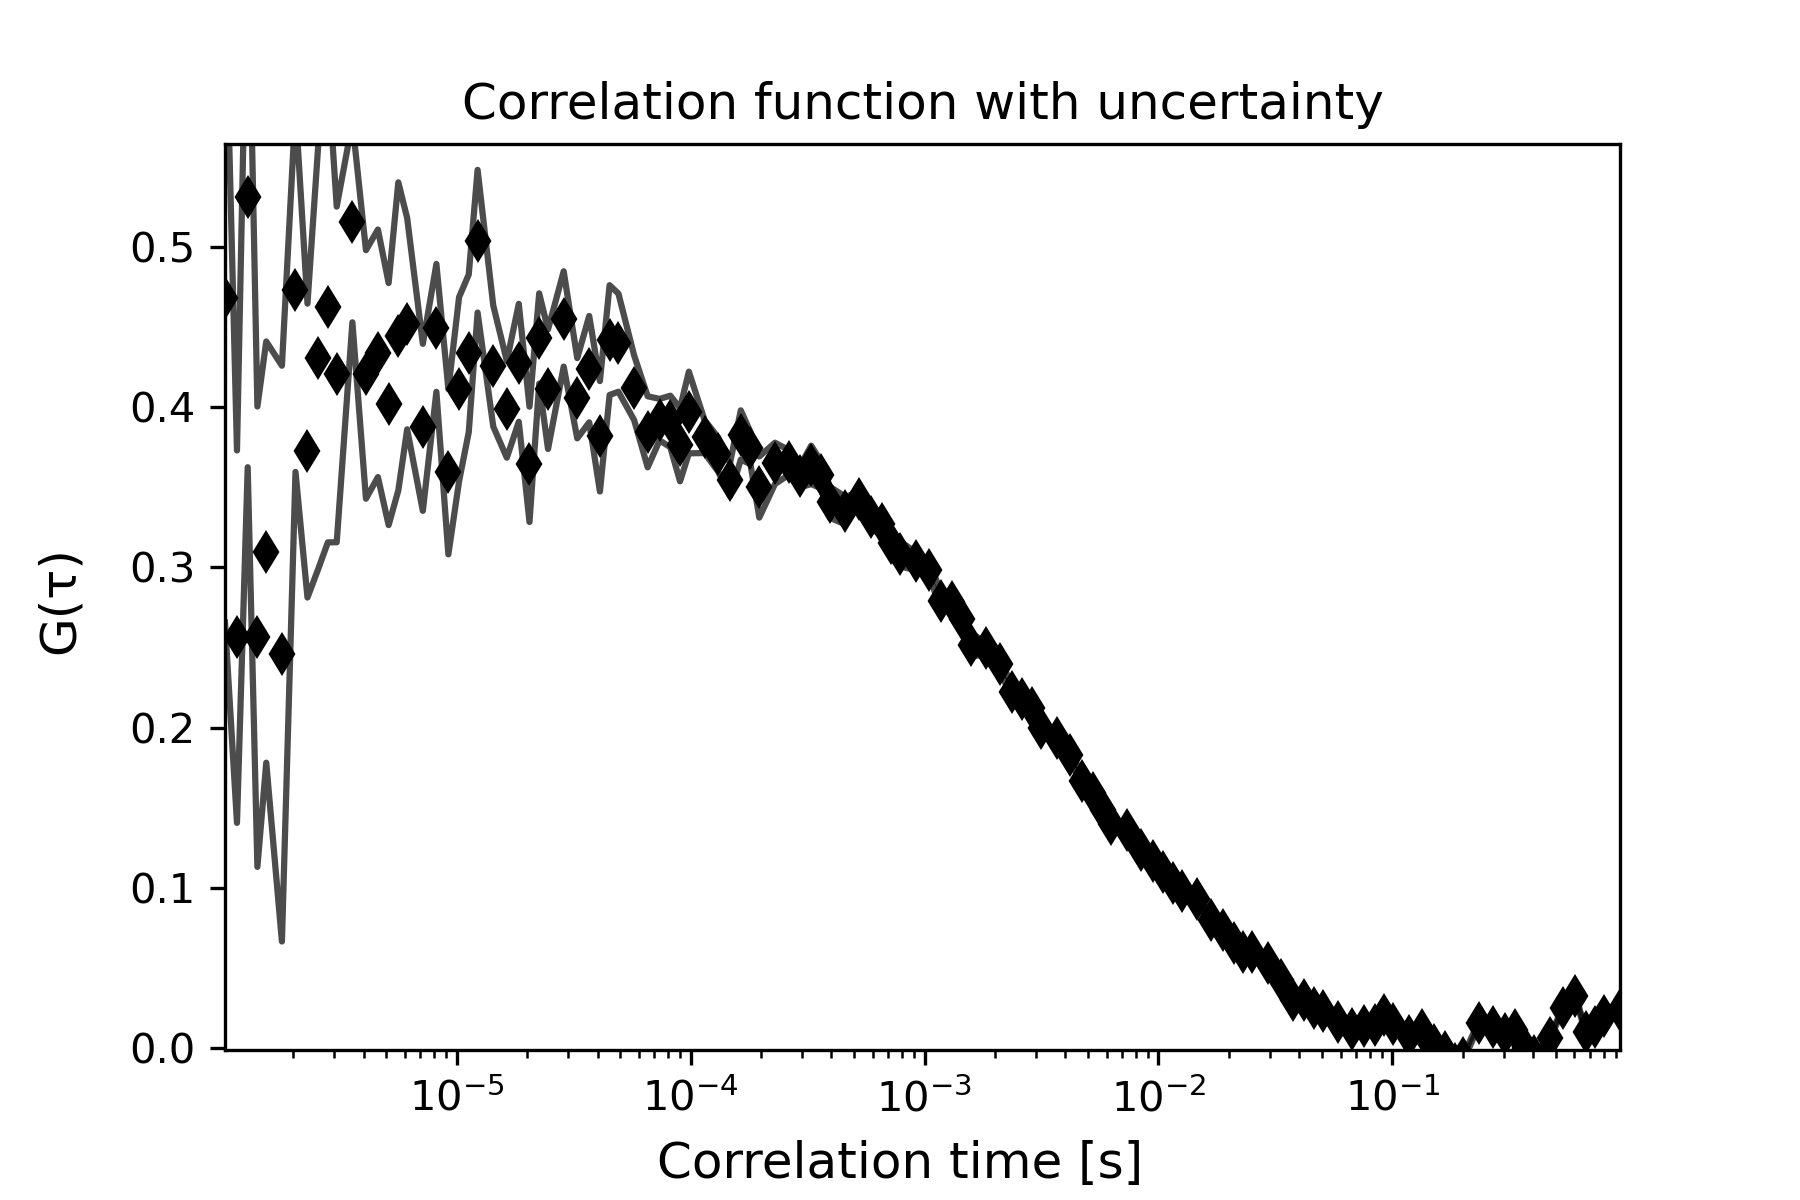 Correlation function with uncertainty
G(τ)
0.5
0.4
0.3
0.2
0.1
0.0
10⁻⁵ 10⁻⁴ 10⁻³ 10⁻² 10⁻¹
Correlation time [s]